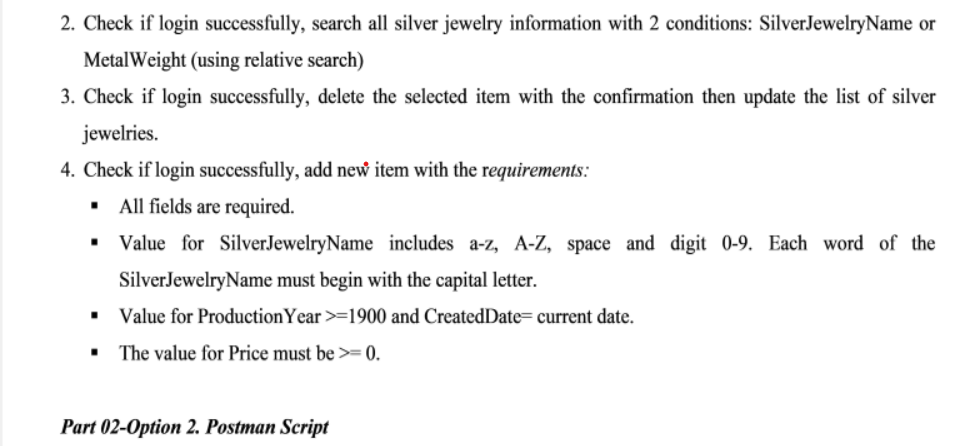 2. Check if login successfully, search all silver jewelry information with 2 conditions: SilverJewelryName or
MetalWeight (using relative search)
3. Check if login successfully, delete the selected item with the confirmation then update the list of silver
jewelries.
4. Check if login successfully, add new item with the requirements:
▪ All fields are required.
▪ Value for SilverJewelryName includes a-z, A-Z, space and digit 0-9. Each word of the
SilverJewelryName must begin with the capital letter.
▪ Value for ProductionYear >=1900 and CreatedDate= current date.
▪ The value for Price must be >= 0.
Part 02-Option 2. Postman Script